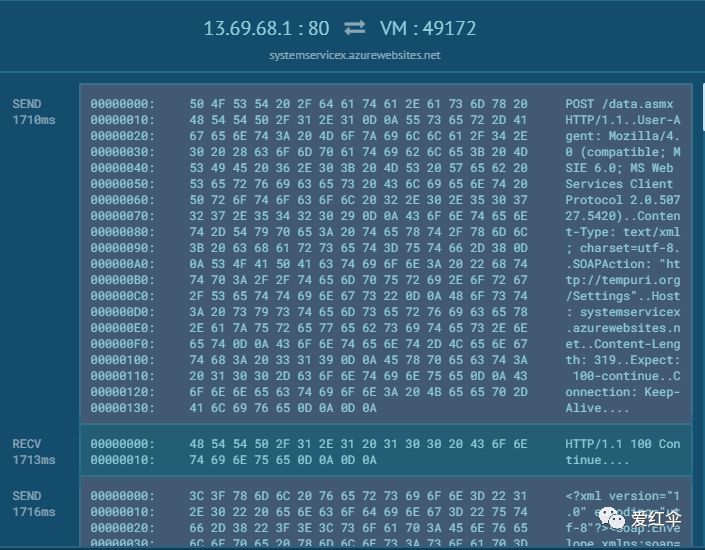 13.69.68.1 : 80 ⇄ VM : 49172
systemservicex.azurewebsites.net
SEND
1710ms
00000000: 50 4F 53 54 20 2F 64 61 74 61 2E 61 73 6D 78 20 POST /data.asmx
00000010: 48 54 54 50 2F 31 2E 31 0D 0A 55 73 65 72 2D 41 HTTP/1.1..User-A
00000020: 67 65 6E 74 3A 20 4D 6F 7A 69 6C 6C 61 2F 34 2E gent: Mozilla/4.
00000030: 30 20 28 63 6F 6D 70 61 74 69 62 6C 65 3B 20 4D 0 (compatible; M
00000040: 53 49 45 20 36 2E 30 3B 20 4D 53 20 57 65 62 20 SIE 6.0; MS Web
00000050: 53 65 72 76 69 63 65 73 20 43 6C 69 65 6E 74 20 Services Client
00000060: 50 72 6F 74 6F 63 6F 6C 20 32 2E 30 2E 35 30 37 Protocol 2.0.507
00000070: 32 37 2E 35 34 32 30 29 0D 0A 43 6F 6E 74 65 6E 27.5420)..Conten
00000080: 74 2D 54 79 70 65 3A 20 74 65 78 74 2F 78 6D 6C t-Type: text/xml
00000090: 3B 20 63 68 61 72 73 65 74 3D 75 74 66 2D 38 0D ; charset=utf-8.
000000A0: 0A 53 4F 41 50 41 63 74 69 6F 6E 3A 20 22 68 74 .SOAPAction: "ht
000000B0: 74 70 3A 2F 2F 74 65 6D 70 75 72 69 2E 6F 72 67 tp://tempuri.org
000000C0: 2F 53 65 74 74 69 6E 67 73 22 0D 0A 48 6F 73 74 /Settings"..Host
000000D0: 3A 20 73 79 73 74 65 6D 73 65 72 76 69 63 65 78 : systemservicex
000000E0: 2E 61 7A 75 72 65 77 65 62 73 69 74 65 73 2E 6E .azurewebsites.n
000000F0: 65 74 0D 0A 43 6F 6E 74 65 6E 74 2D 4C 65 6E 67 et..Content-Leng
00000100: 74 68 3A 20 33 31 39 0D 0A 45 78 70 65 63 74 3A th: 319..Expect:
00000110: 20 31 30 30 2D 63 6F 6E 74 69 6E 75 65 0D 0A 43 100-continue..C
00000120: 6F 6E 6E 65 63 74 69 6F 6E 3A 20 4B 65 65 70 2D onnection: Keep-
00000130: 41 6C 69 76 65 0D 0A 0D 0A Alive....
RECV
1713ms
00000000: 48 54 54 50 2F 31 2E 31 20 31 30 30 20 43 6F 6E HTTP/1.1 100 Con
00000010: 74 69 6E 75 65 0D 0A 0D 0A tinue....
SEND
1716ms
00000000: 3C 3F 78 6D 6C 20 76 65 72 73 69 6F 6E 3D 22 31 <?xml version="1
00000010: 2E 30 22 20 65 6E 63 6F 64 69 6E 67 3D 22 75 74 .0" encoding="ut
00000020: 66 2D 38 22 3F 3E 3C 73 6F 61 70 3A 45 6E 76 65 f-8"?><soap:Enve
00000030: 6C 6F 70 65 20 78 6D 6C 6E 73 3A 73 6F 61 70 3D lope xmlns:soap=
爱红伞